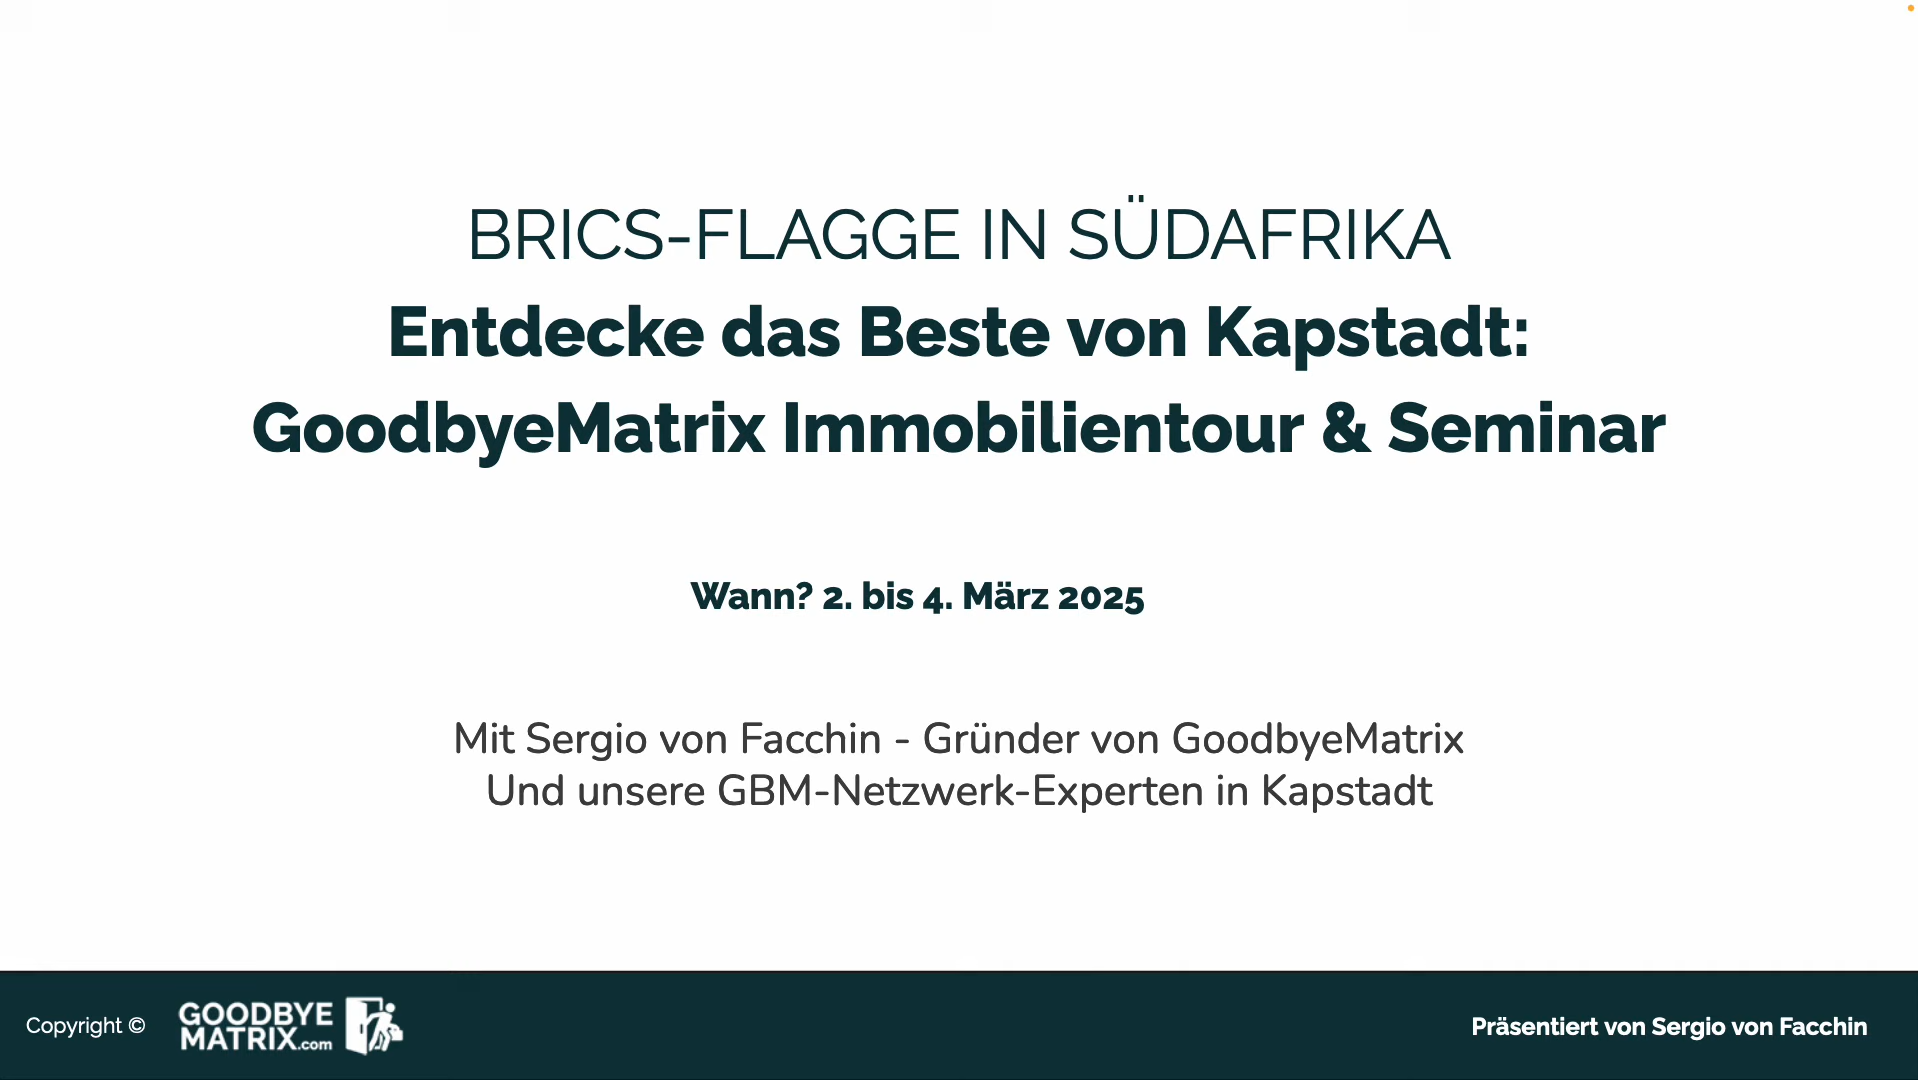 BRICS-FLAGGE IN SÜDAFRIKA
Entdecke das Beste von Kapstadt:
GoodbyeMatrix Immobilientour & Seminar
Wann? 2. bis 4. März 2025
Mit Sergio von Facchin - Gründer von GoodbyeMatrix
Und unsere GBM-Netzwerk-Experten in Kapstadt
Copyright ©
GOODBYE
MATRIX.com
Präsentiert von Sergio von Facchin